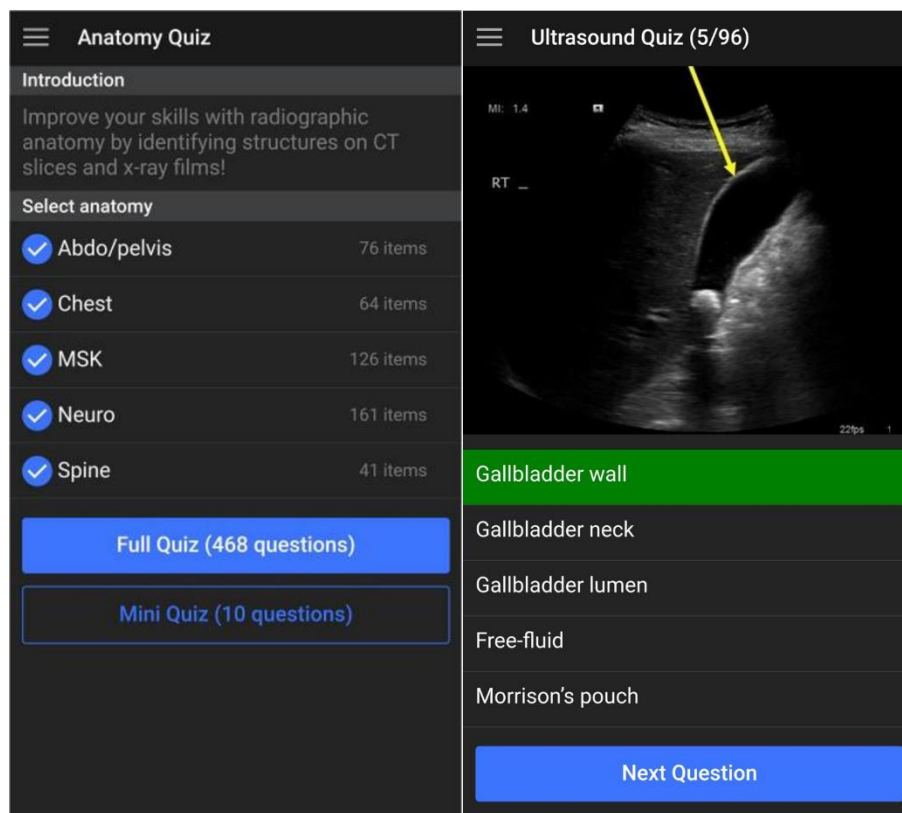 Anatomy Quiz
Introduction
Improve your skills with radiographic
anatomy by identifying structures on CT
slices and x-ray films!
Select anatomy
Abdo/pelvis 76 items
Chest 64 items
MSK 126 items
Neuro 161 items
Spine 41 items
Full Quiz (468 questions)
Mini Quiz (10 questions)
Ultrasound Quiz (5/96)
MI: 1.4
RT _
22fps 1
Gallbladder wall
Gallbladder neck
Gallbladder lumen
Free-fluid
Morrison's pouch
Next Question